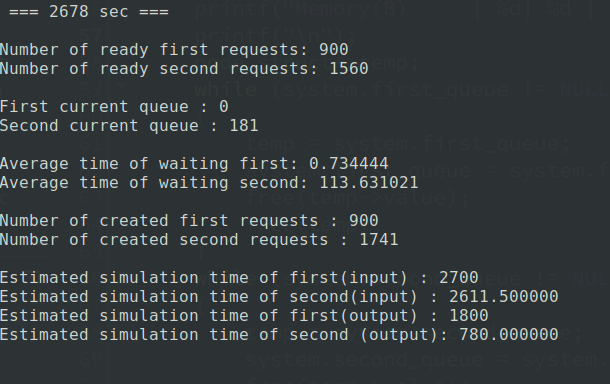 === 2678 sec ===
Number of ready first requests: 900
Number of ready second requests: 1560
First current queue : 0
Second current queue : 181
Average time of waiting first: 0.734444
Average time of waiting second: 113.631021
Number of created first requests : 900
Number of created second requests : 1741
Estimated simulation time of first(input) : 2700
Estimated simulation time of second(input) : 2611.500000
Estimated simulation time of first(output) : 1800
Estimated simulation time of second (output): 780.000000